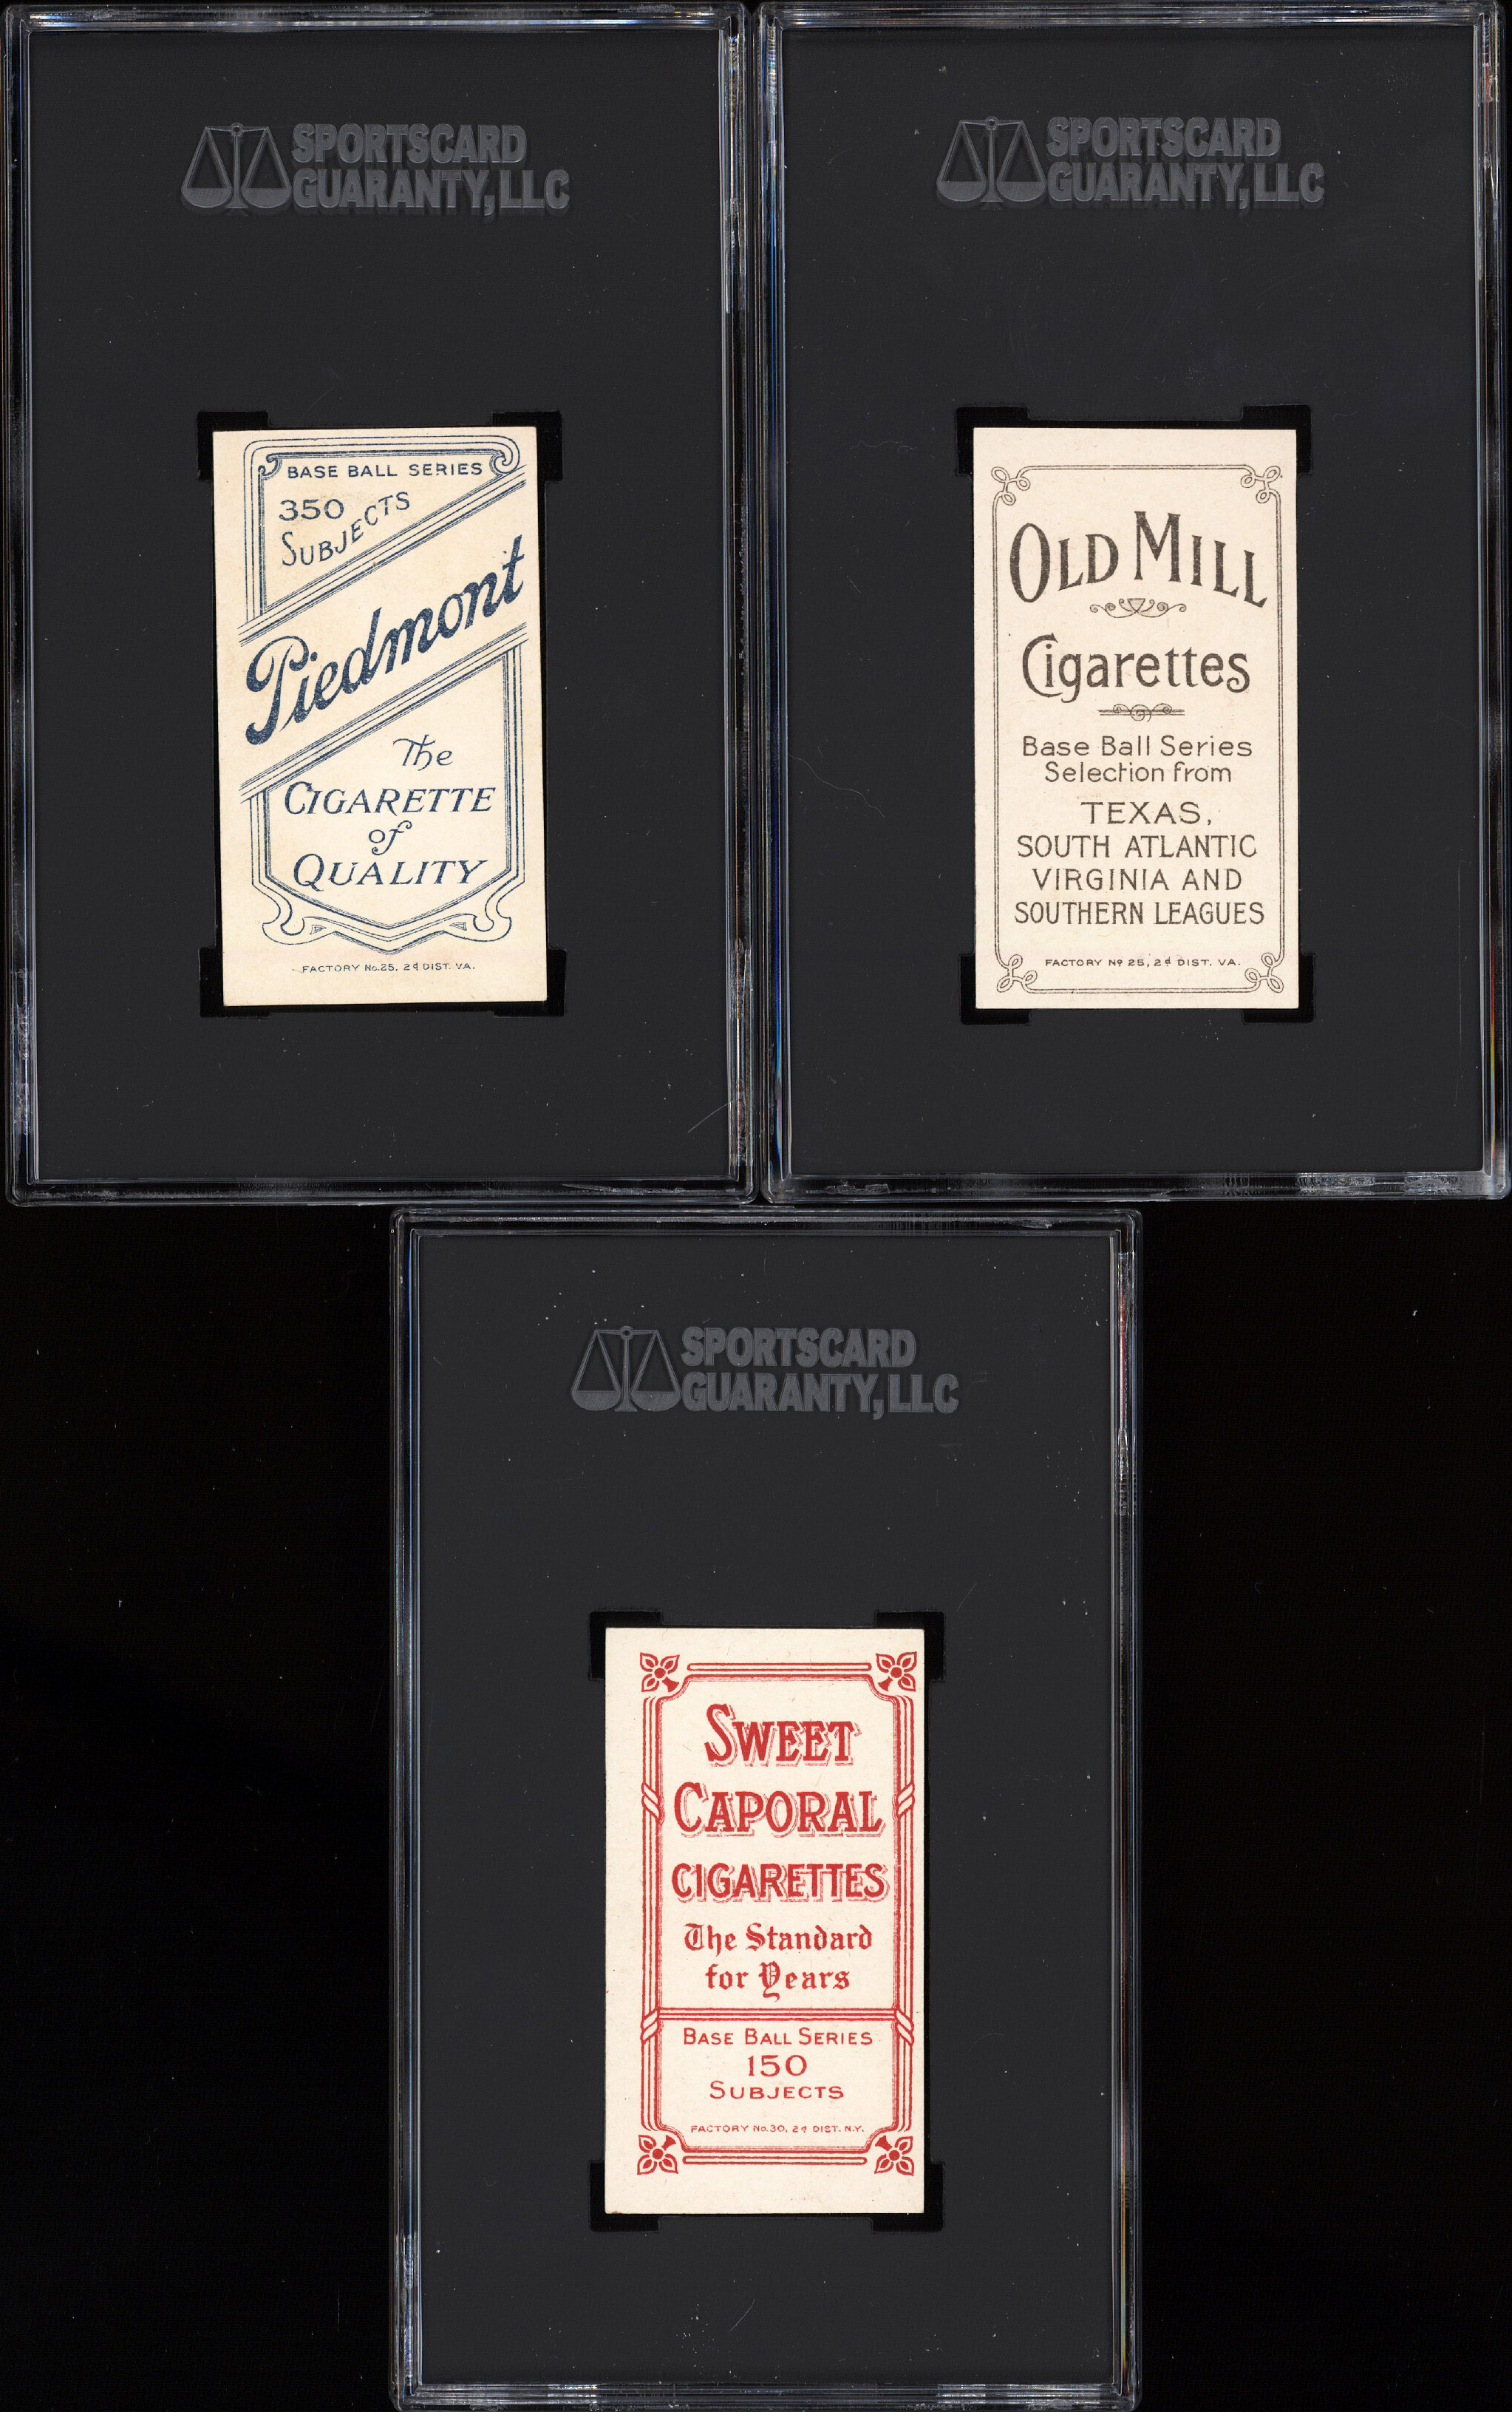 SPORTSCARD
GUARANTY, LLC
BASE BALL SERIES
350
SUBJECTS
Piedmont
The
CIGARETTE
of
QUALITY
FACTORY No. 25, 2d DIST. VA.
SPORTSCARD
GUARANTY, LLC
OLD MILL
Cigarettes
Base Ball Series
Selection from
TEXAS,
SOUTH ATLANTIC
VIRGINIA AND
SOUTHERN LEAGUES
FACTORY No 25, 2d DIST. VA.
SPORTSCARD
GUARANTY, LLC
SWEET
CAPORAL
CIGARETTES
The Standard
for Years
BASE BALL SERIES
150
SUBJECTS
FACTORY No. 30, 2d DIST. N.Y.